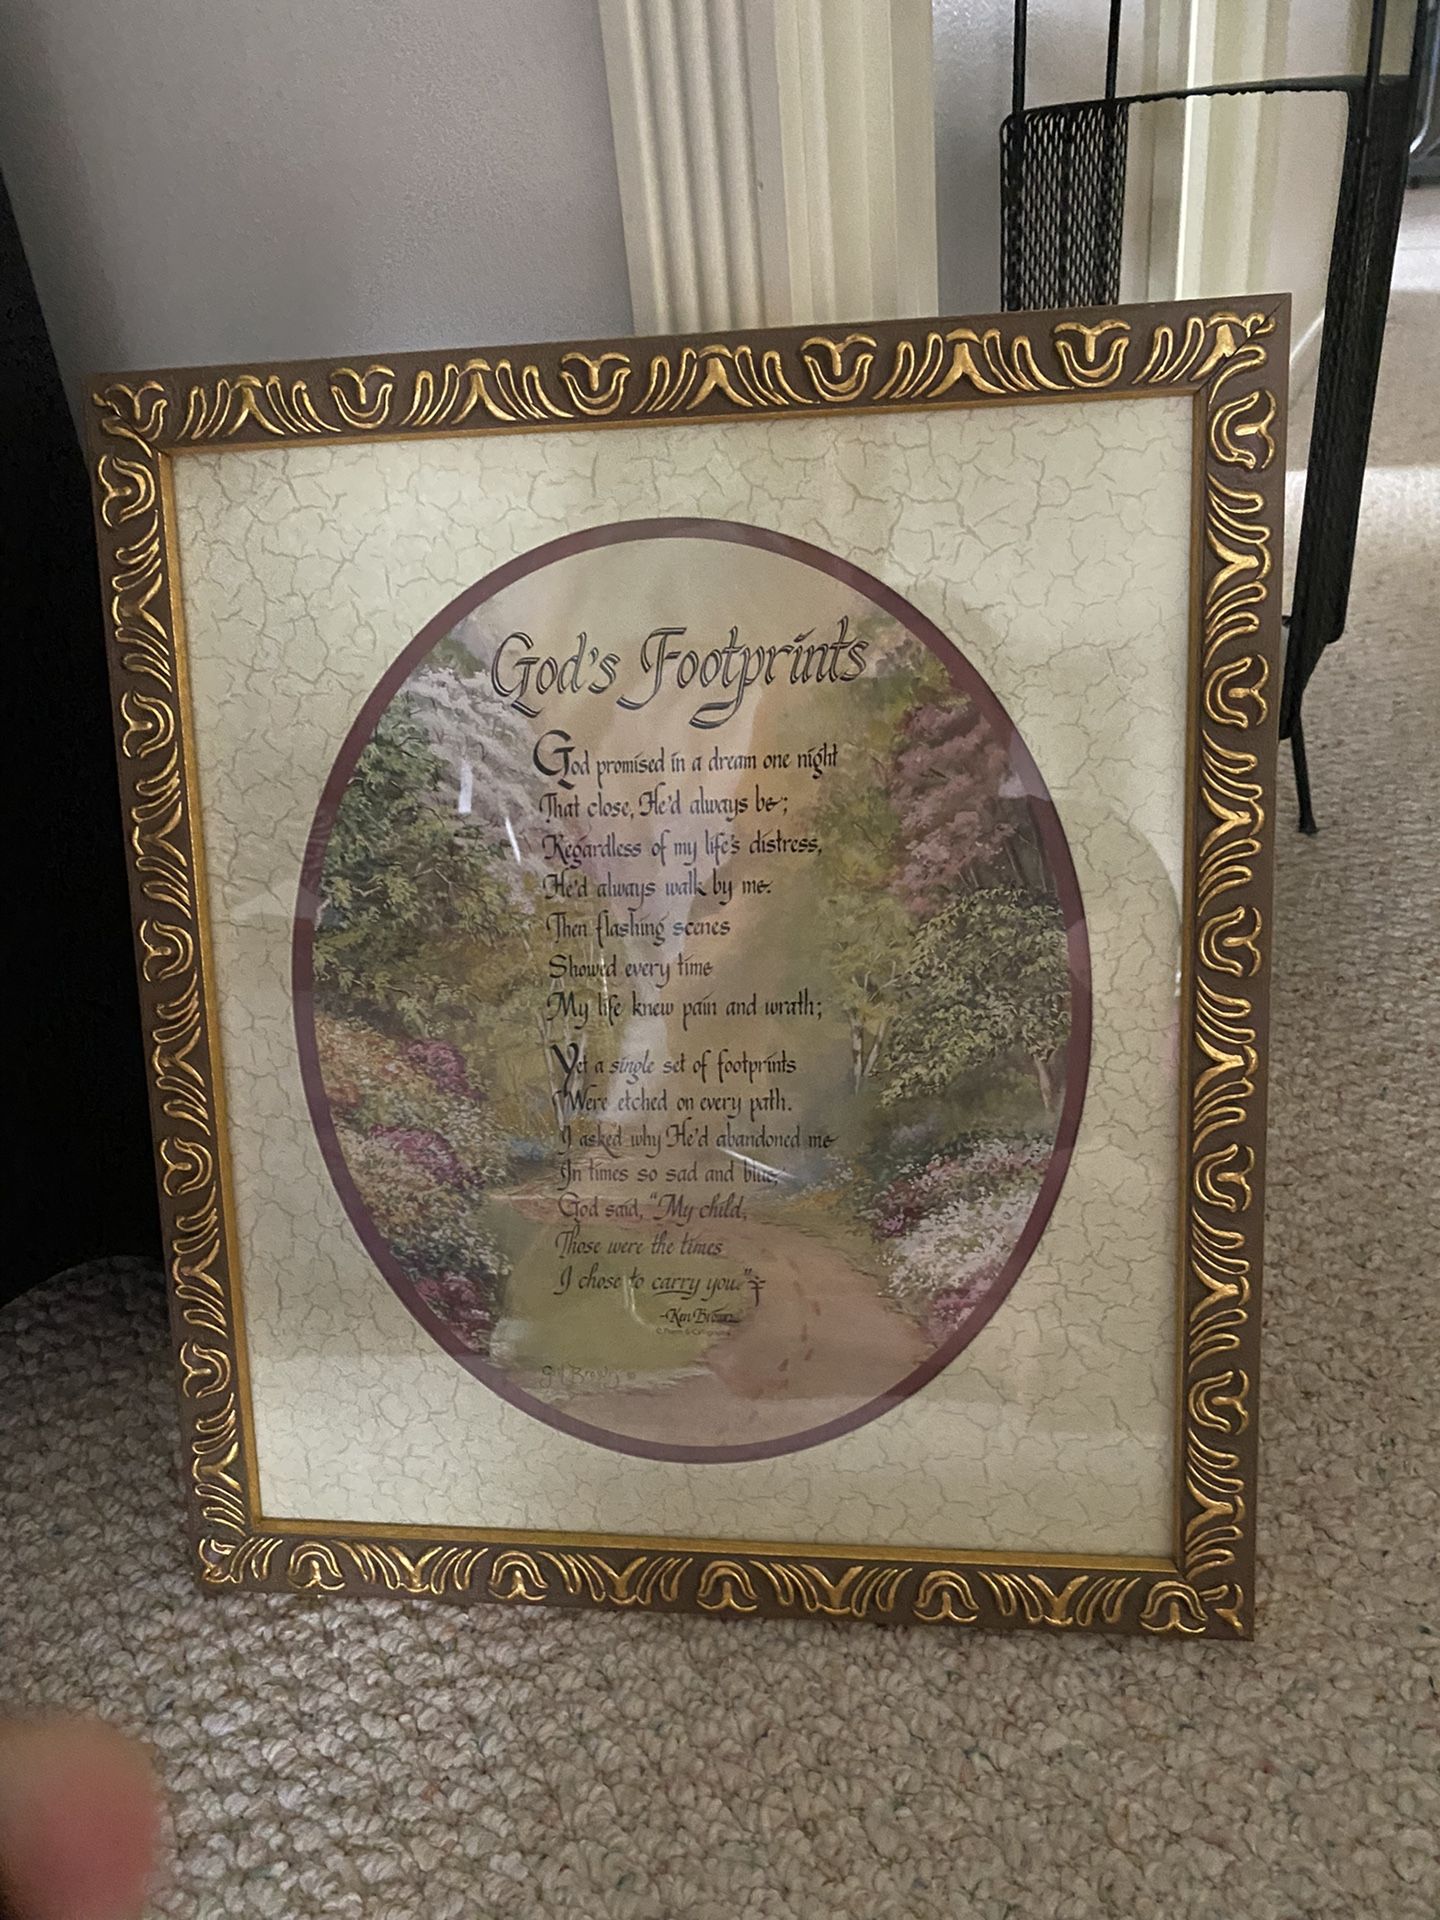 God's Footprints
God promised in a dream one night
That close, He'd always be;
Regardless of my life's distress,
He'd always walk by me.
Then flashing scenes
Showed every time
My life knew pain and wrath;
Yet a single set of footprints
Were etched on every path.
I asked why He'd abandoned me
In times so sad and blue;
God said, "My child,
Those were the times
I chose to carry you."
-Ken Brown
© Poem & Calligraphy